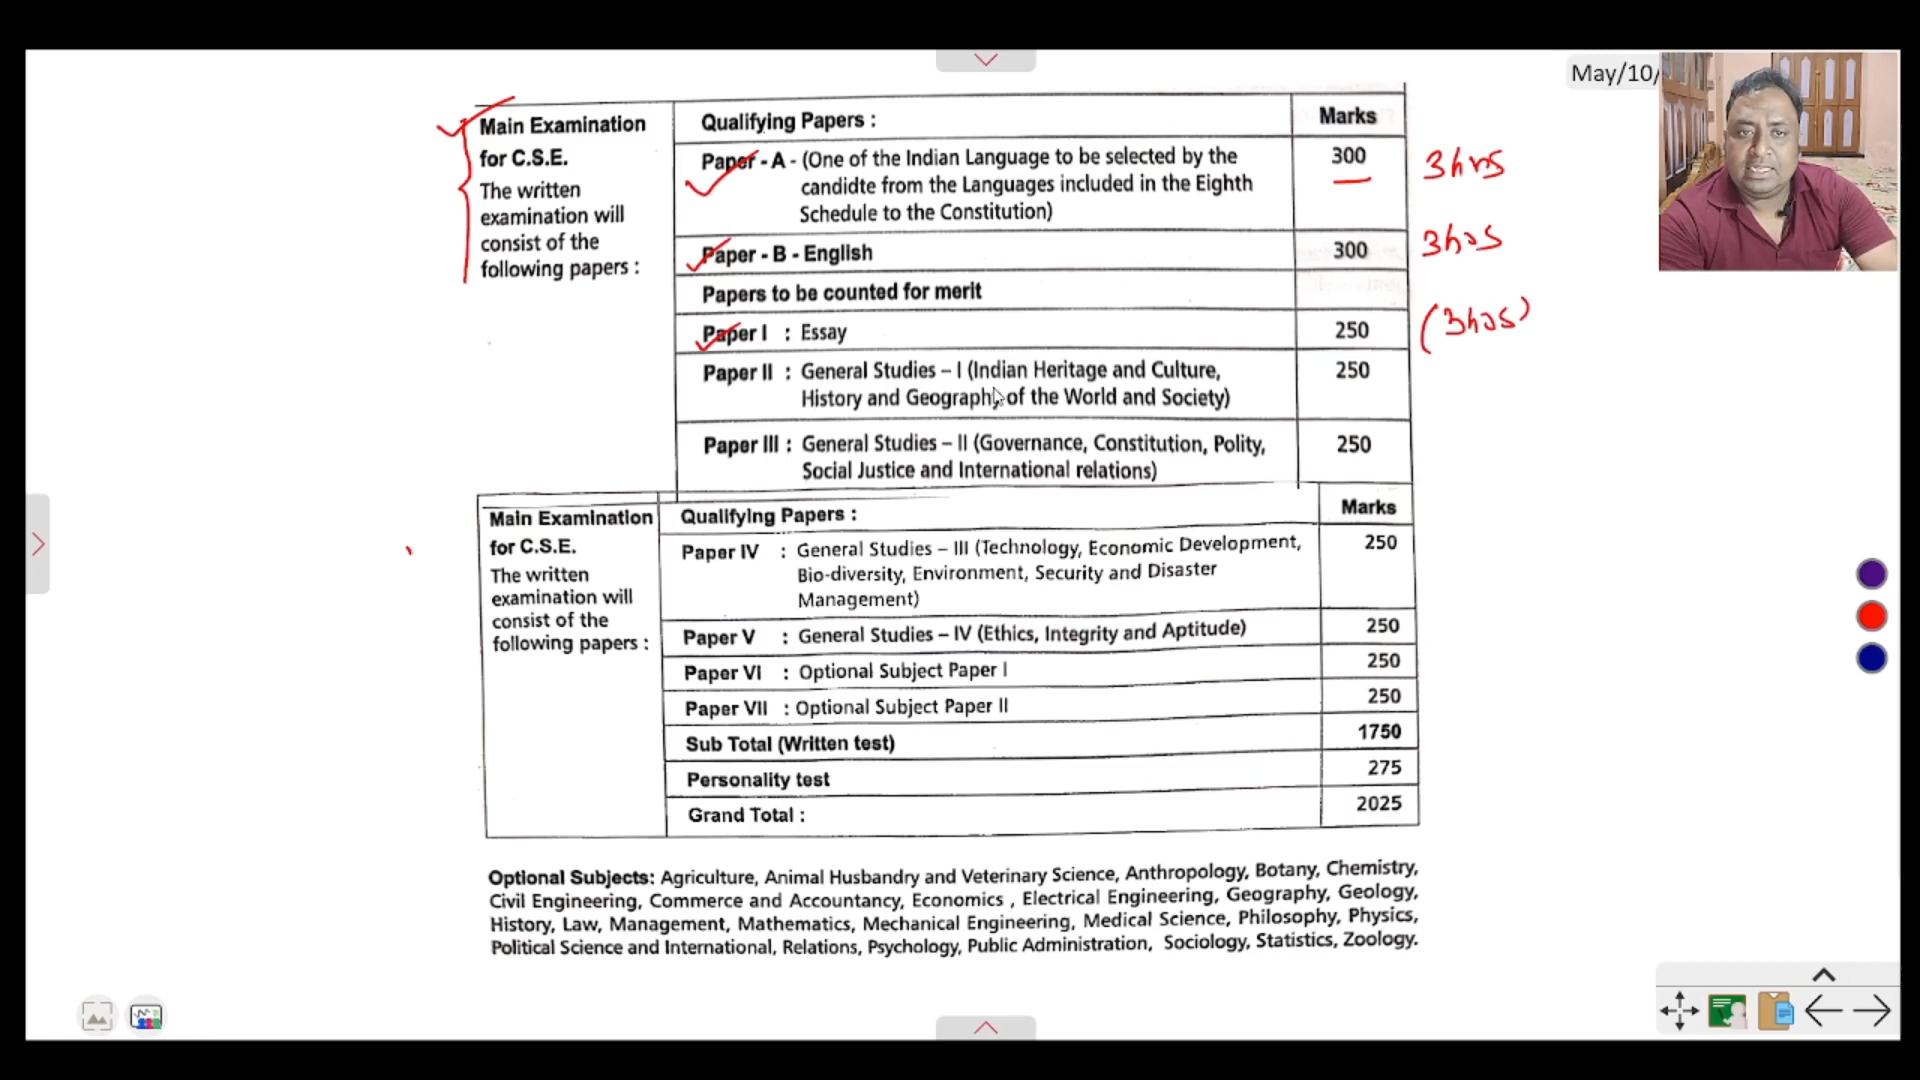 May/10/
Main Examination
for C.S.E.
The written
examination will
consist of the
following papers :
Qualifying Papers :
Marks
Paper - A - (One of the Indian Language to be selected by the
candidte from the Languages included in the Eighth
Schedule to the Constitution)
300
3hrs
Paper - B - English
300
3hrs
Papers to be counted for merit
Paper I : Essay
250
(3hrs)
Paper II : General Studies – I (Indian Heritage and Culture,
History and Geography of the World and Society)
250
Paper III : General Studies – II (Governance, Constitution, Polity,
Social Justice and International relations)
250
Main Examination
for C.S.E.
The written
examination will
consist of the
following papers :
Qualifying Papers :
Marks
Paper IV : General Studies – III (Technology, Economic Development,
Bio-diversity, Environment, Security and Disaster
Management)
250
Paper V : General Studies – IV (Ethics, Integrity and Aptitude)
250
Paper VI : Optional Subject Paper I
250
Paper VII : Optional Subject Paper II
250
Sub Total (Written test)
1750
Personality test
275
Grand Total :
2025
Optional Subjects: Agriculture, Animal Husbandry and Veterinary Science, Anthropology, Botany, Chemistry,
Civil Engineering, Commerce and Accountancy, Economics , Electrical Engineering, Geography, Geology,
History, Law, Management, Mathematics, Mechanical Engineering, Medical Science, Philosophy, Physics,
Political Science and International, Relations, Psychology, Public Administration, Sociology, Statistics, Zoology.